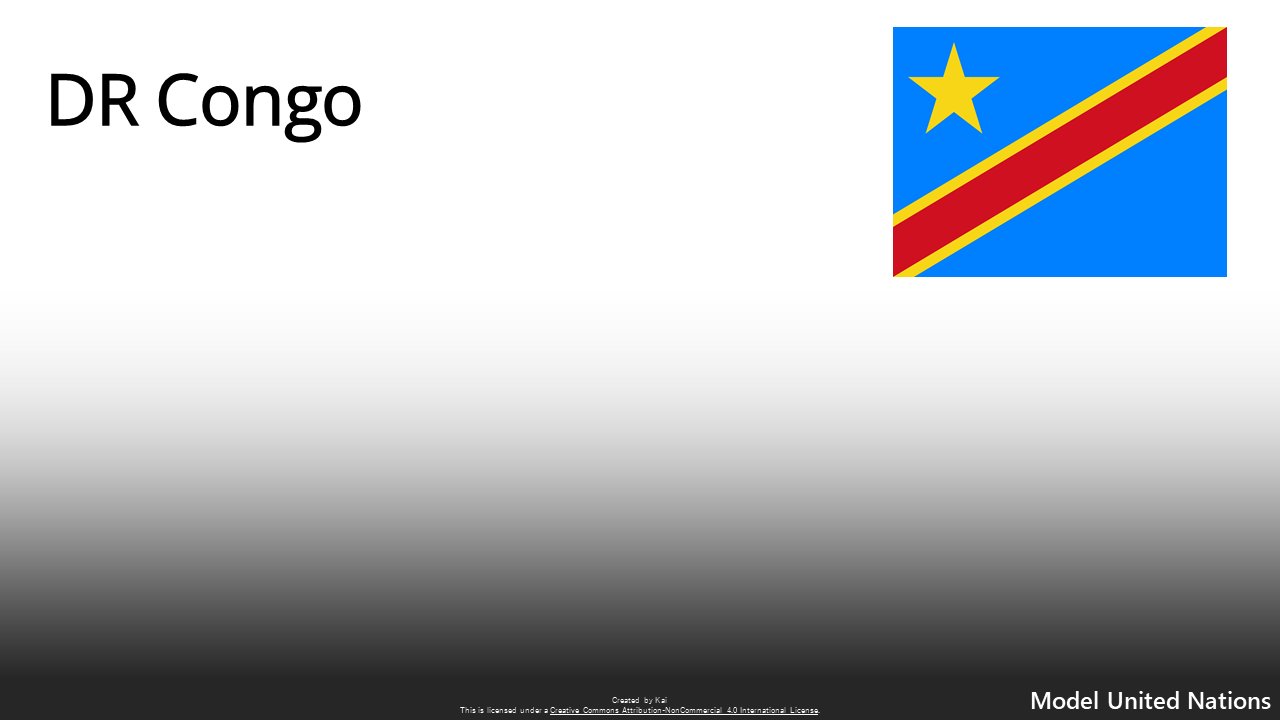 DR Congo
Created by Kai
This is licensed under a Creative Commons Attribution-NonCommercial 4.0 International License.
Model United Nations